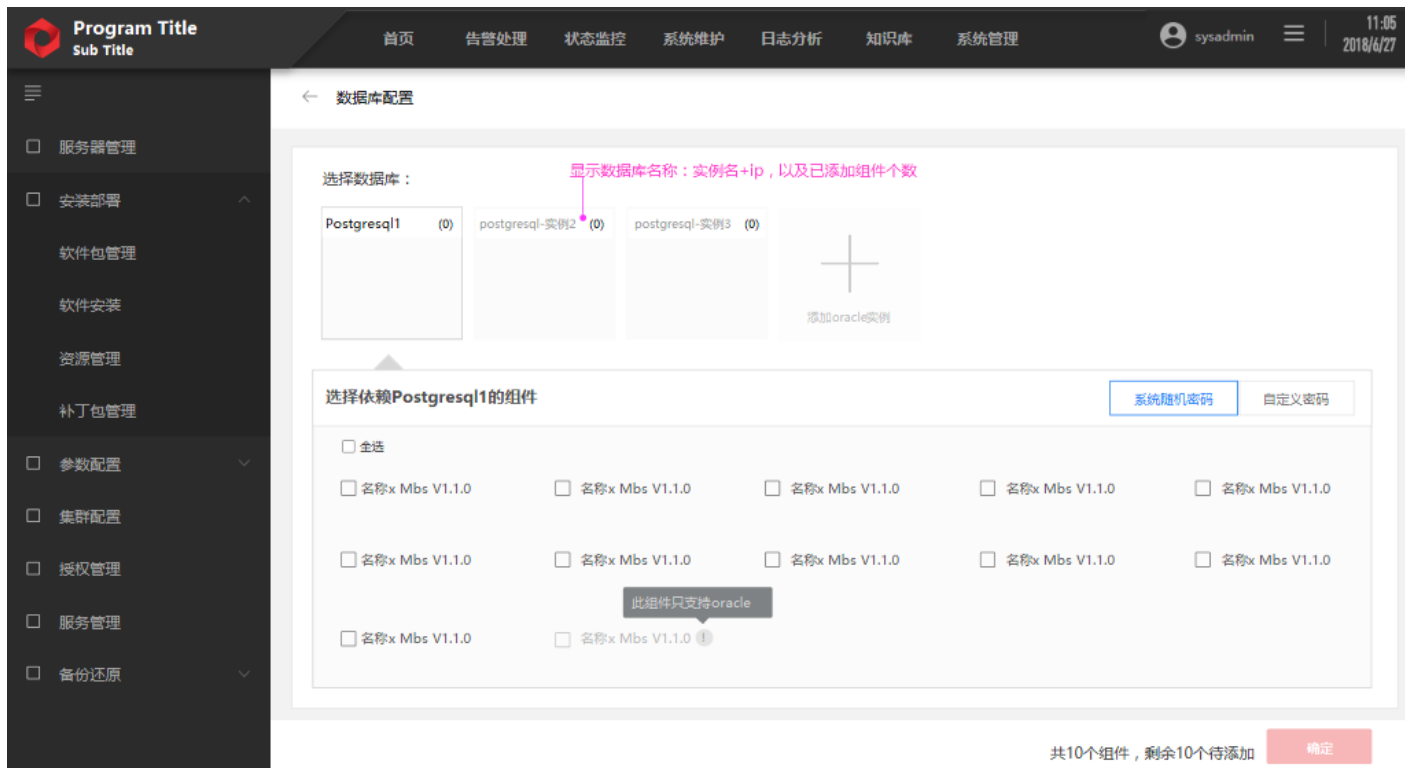 Program Title
Sub Title
首页 告警处理 状态监控 系统维护 日志分析 知识库 系统管理
sysadmin
11:05
2018/6/27
数据库配置
服务器管理
安装部署
软件包管理
软件安装
资源管理
补丁包管理
参数配置
集群配置
授权管理
服务管理
备份还原
选择数据库：
显示数据库名称：实例名+ip，以及已添加组件个数
Postgresql1 (0) postgresql-实例2 (0) postgresql-实例3 (0)
添加oracle实例
选择依赖Postgresql1的组件
系统随机密码 自定义密码
全选
名称x Mbs V1.1.0 名称x Mbs V1.1.0 名称x Mbs V1.1.0 名称x Mbs V1.1.0 名称x Mbs V1.1.0
名称x Mbs V1.1.0 名称x Mbs V1.1.0 名称x Mbs V1.1.0 名称x Mbs V1.1.0 名称x Mbs V1.1.0
此组件只支持oracle
名称x Mbs V1.1.0 名称x Mbs V1.1.0 !
共10个组件，剩余10个待添加 确定